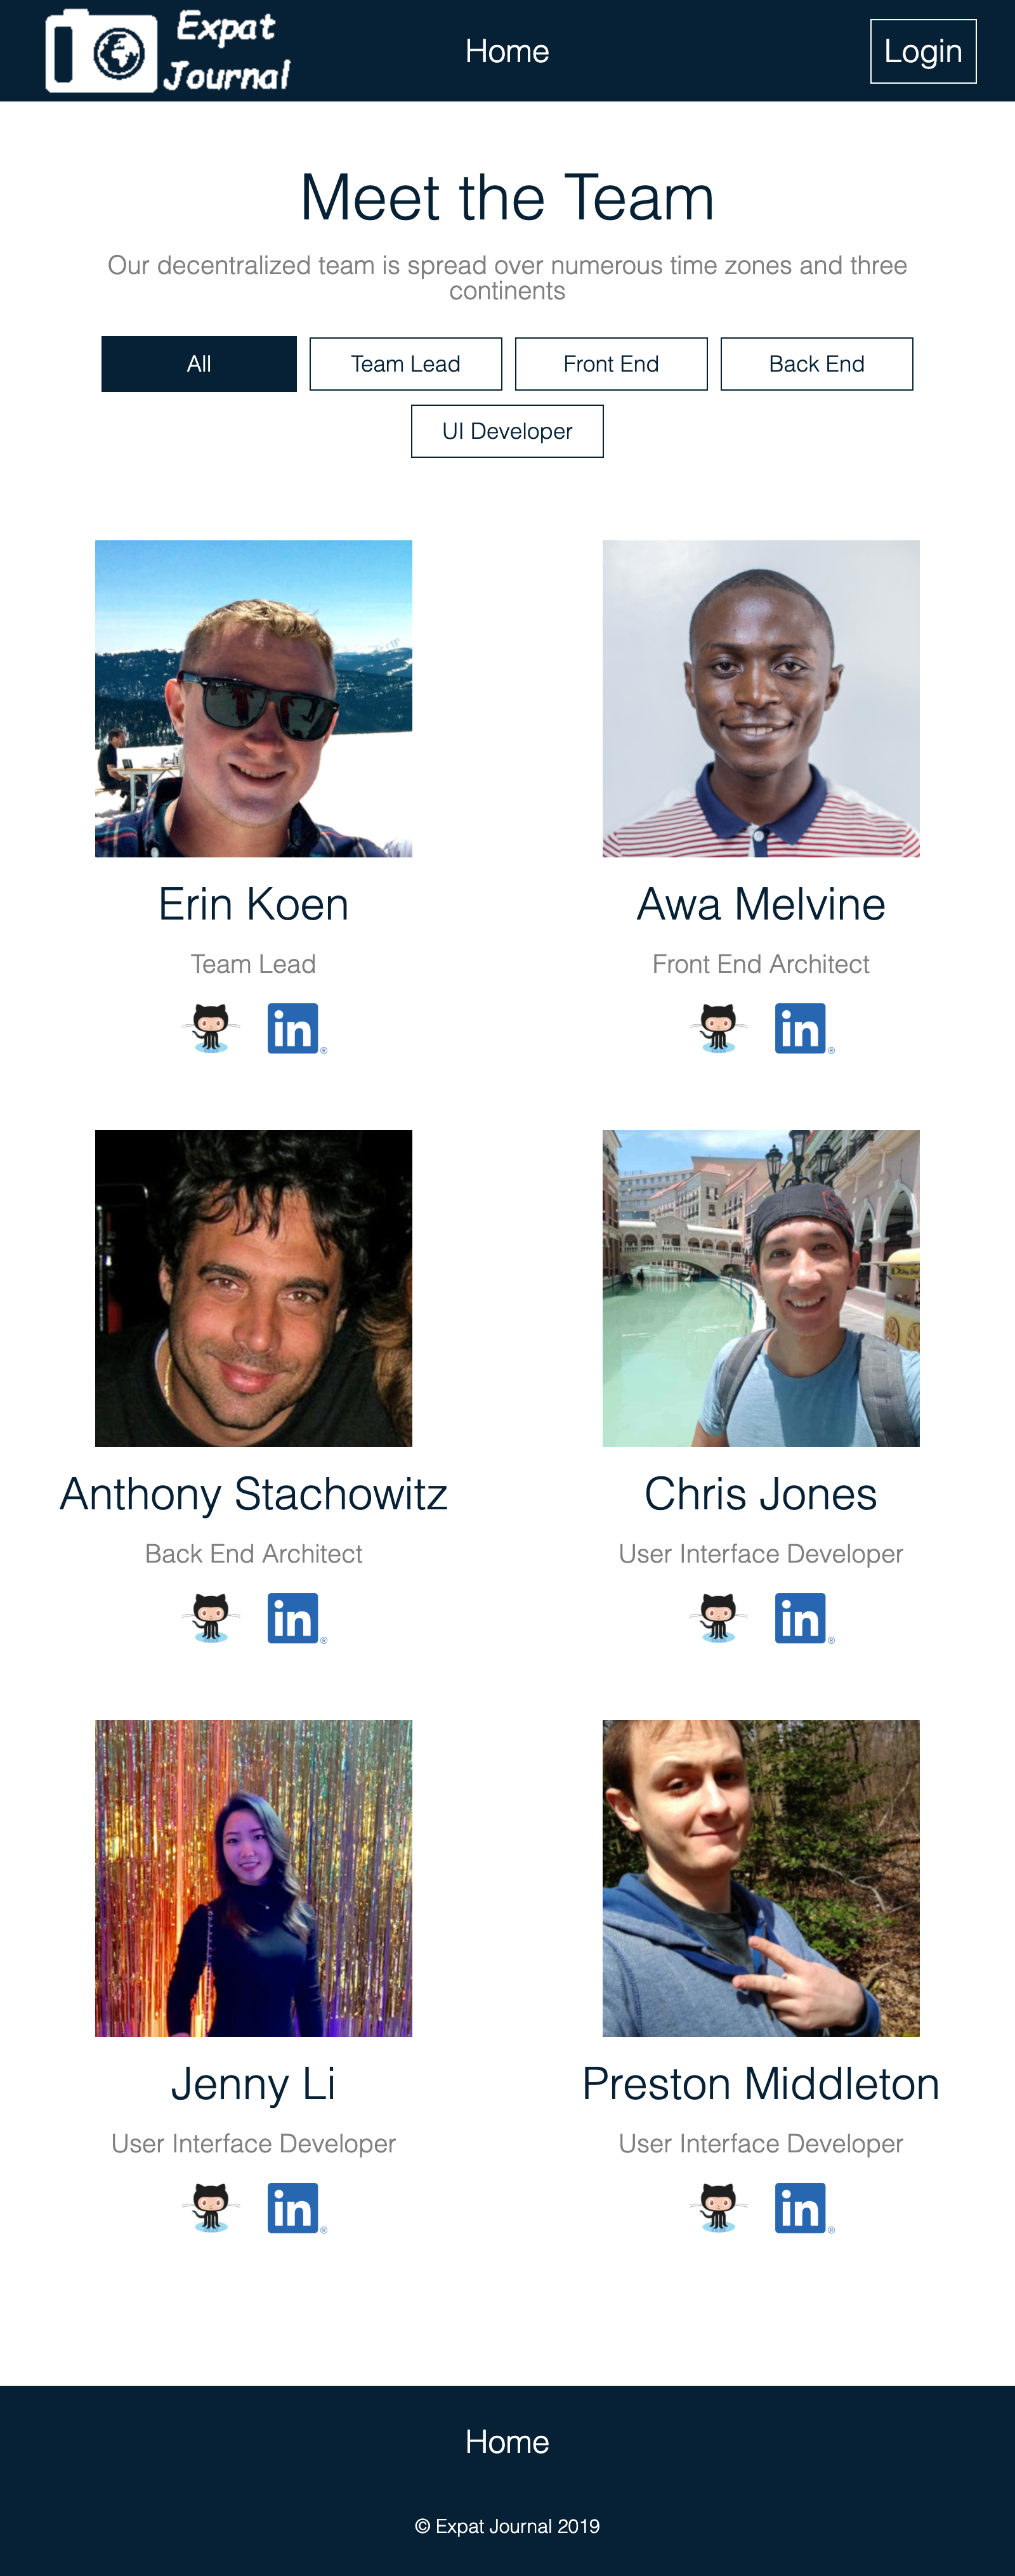 Expat
Journal
Home
Login
Meet the Team
Our decentralized team is spread over numerous time zones and three
continents
All
Team Lead
Front End
Back End
UI Developer
Erin Koen
Team Lead
in
®
Awa Melvine
Front End Architect
in
®
Anthony Stachowitz
Back End Architect
in
®
Chris Jones
User Interface Developer
in
®
Jenny Li
User Interface Developer
in
®
Preston Middleton
User Interface Developer
in
®
Home
© Expat Journal 2019